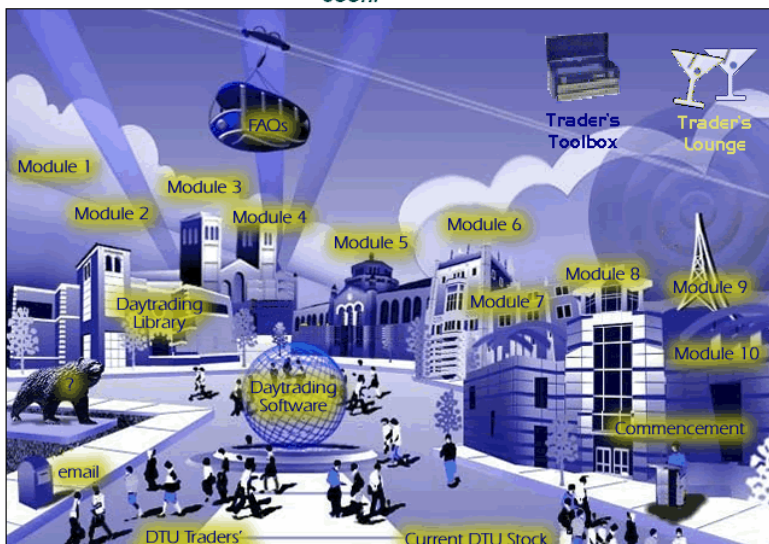 soon.
FAQs
Trader's
Toolbox
Trader's
Lounge
Module 1
Module 2
Module 3
Module 4
Module 5
Module 6
Module 7
Module 8
Module 9
Module 10
Daytrading
Library
?
Daytrading
Software
Commencement
email
DTU Traders'
Current DTU Stock